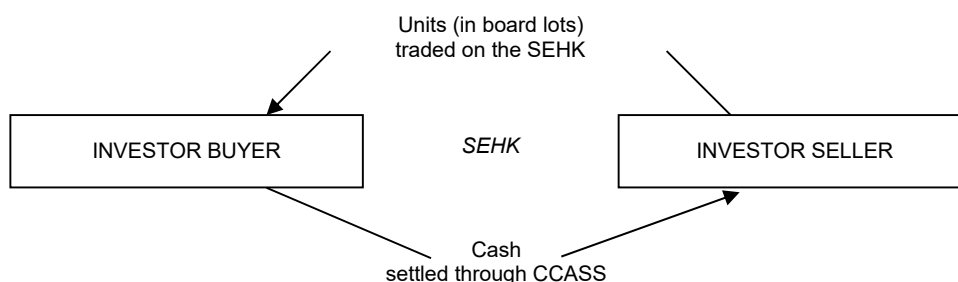 Units (in board lots)
traded on the SEHK
INVESTOR BUYER
SEHK
INVESTOR SELLER
Cash
settled through CCASS